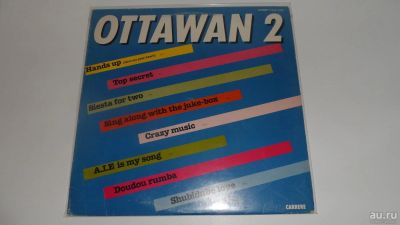 OTTAWAN 2
Hands up
Top secret
Siesta for two
Sing along with the juke-box
Crazy music
A.I.E is my song
Doudou rumba
Shubidube love
CARRERE
au.ru